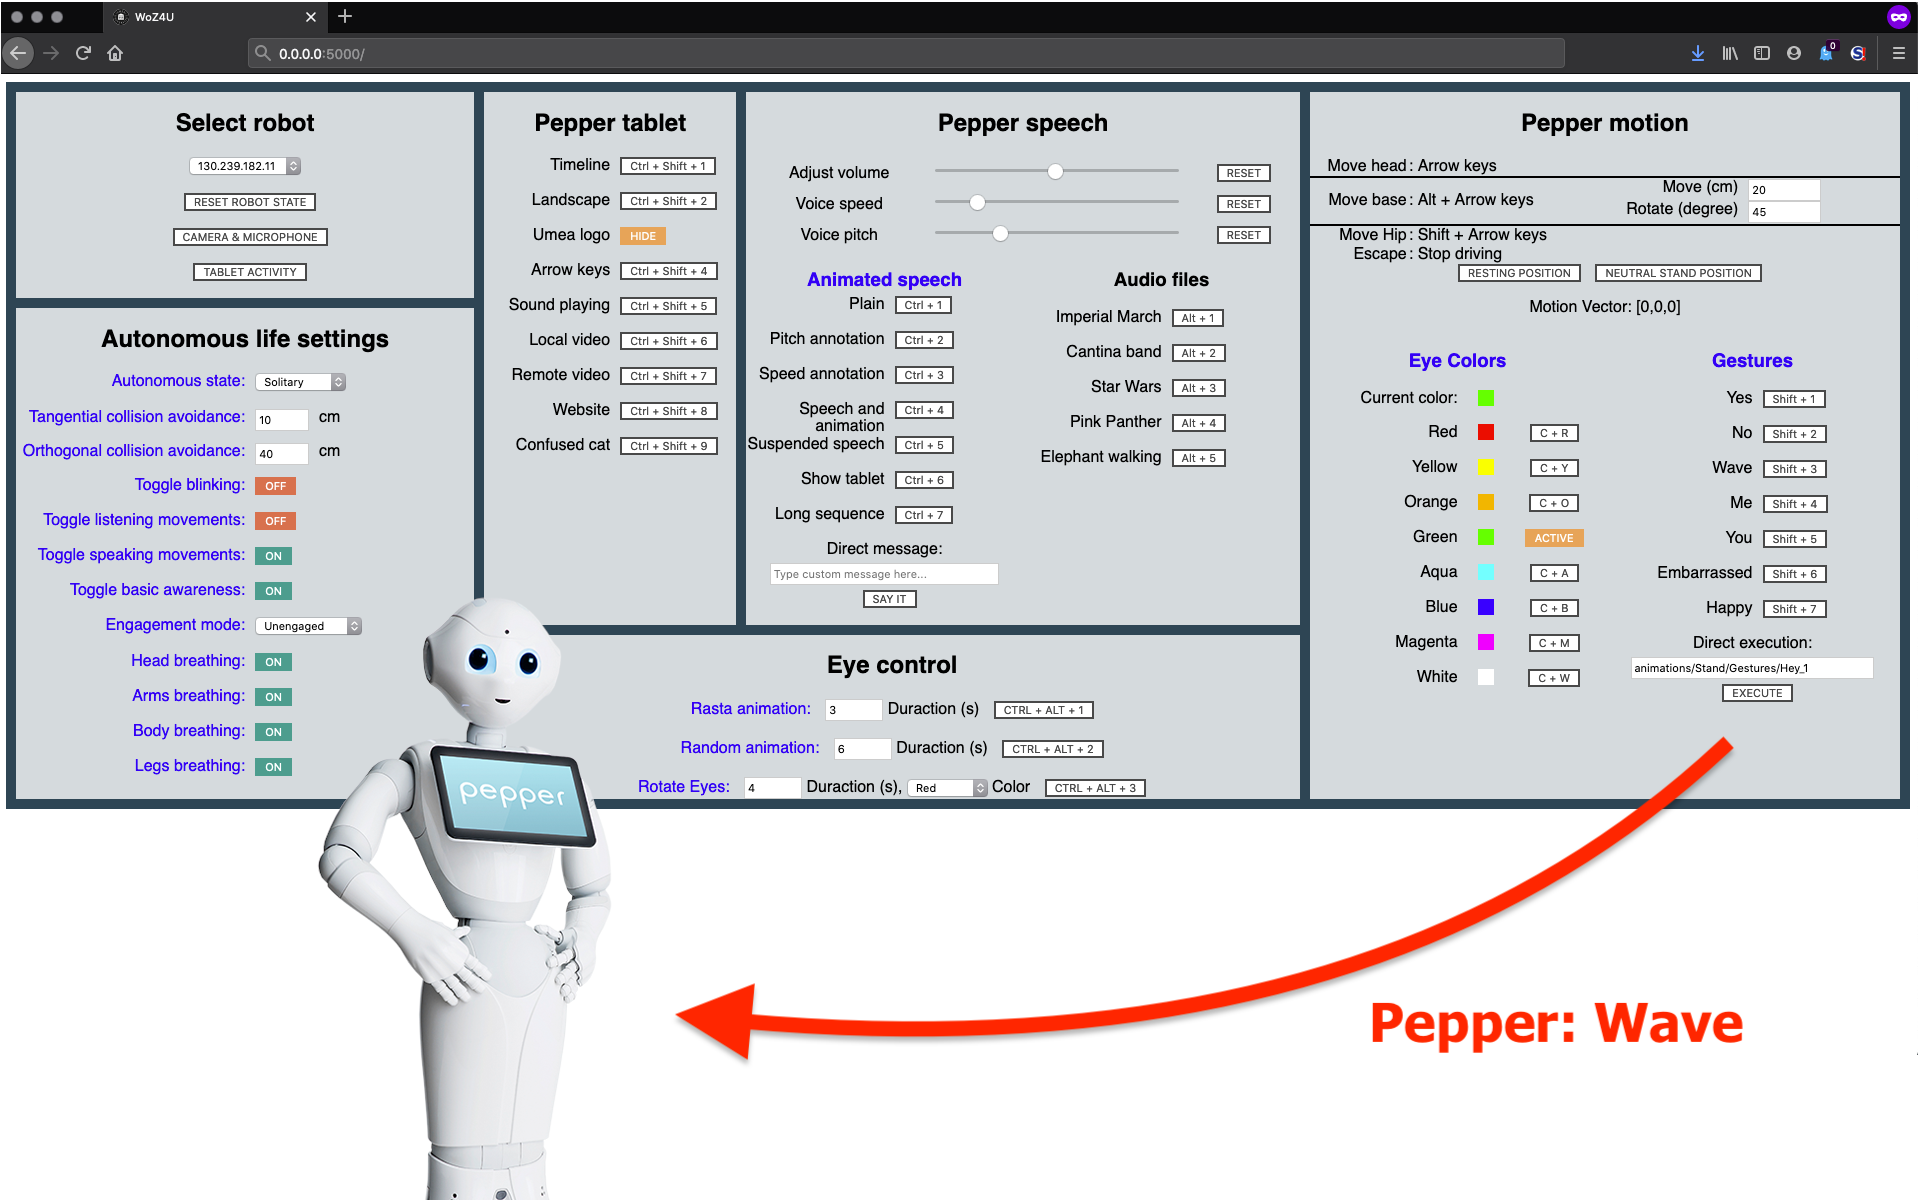 WoZ4U
0.0.0.0:5000/
0
Select robot
130.239.182.11
RESET ROBOT STATE
CAMERA & MICROPHONE
TABLET ACTIVITY
Autonomous life settings
Autonomous state: Solitary
Tangential collision avoidance: 10 cm
Orthogonal collision avoidance: 40 cm
Toggle blinking: OFF
Toggle listening movements: OFF
Toggle speaking movements: ON
Toggle basic awareness: ON
Engagement mode: Unengaged
Head breathing: ON
Arms breathing: ON
Body breathing: ON
Legs breathing: ON
Pepper tablet
Timeline Ctrl + Shift + 1
Landscape Ctrl + Shift + 2
Umea logo HIDE
Arrow keys Ctrl + Shift + 4
Sound playing Ctrl + Shift + 5
Local video Ctrl + Shift + 6
Remote video Ctrl + Shift + 7
Website Ctrl + Shift + 8
Confused cat Ctrl + Shift + 9
Pepper speech
Adjust volume RESET
Voice speed RESET
Voice pitch RESET
Animated speech
Plain Ctrl + 1
Pitch annotation Ctrl + 2
Speed annotation Ctrl + 3
Speech and animation Ctrl + 4
Suspended speech Ctrl + 5
Show tablet Ctrl + 6
Long sequence Ctrl + 7
Direct message:
Type custom message here...
SAY IT
Audio files
Imperial March Alt + 1
Cantina band Alt + 2
Star Wars Alt + 3
Pink Panther Alt + 4
Elephant walking Alt + 5
Eye control
Rasta animation: 3 Duraction (s) CTRL + ALT + 1
Random animation: 6 Duraction (s) CTRL + ALT + 2
Rotate Eyes: 4 Duraction (s), Red Color CTRL + ALT + 3
Pepper motion
Move head : Arrow keys
Move base : Alt + Arrow keys
Move (cm) 20
Rotate (degree) 45
Move Hip : Shift + Arrow keys
Escape : Stop driving
RESTING POSITION NEUTRAL STAND POSITION
Motion Vector: [0,0,0]
Eye Colors
Current color:
Red C + R
Yellow C + Y
Orange C + O
Green ACTIVE
Aqua C + A
Blue C + B
Magenta C + M
White C + W
Gestures
Yes Shift + 1
No Shift + 2
Wave Shift + 3
Me Shift + 4
You Shift + 5
Embarrassed Shift + 6
Happy Shift + 7
Direct execution:
animations/Stand/Gestures/Hey_1
EXECUTE
pepper
Pepper: Wave